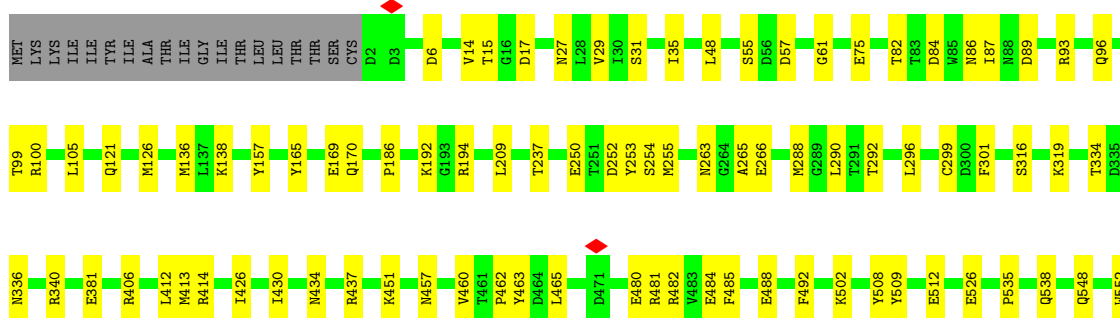 MET LYS LYS ILE ILE TYR ILE ALA THR ILE GLY ILE THR LEU LEU THR THR SER CYS D2 D3 D6 V14 T15 G16 D17 N27 L28 V29 I30 S31 I35 L48 S55 D56 D57 G61 E75 T82 T83 D84 W85 N86 I87 N88 D89 R93 Q96
T99 R100 L105 Q121 M126 M136 L137 K138 Y157 Y165 E169 Q170 P186 K192 G193 R194 L209 T237 E250 T251 D252 Y253 S254 M255 N263 G264 A265 E266 M288 G289 L290 T291 T292 L296 C299 D300 F301 S316 K319 T334 D335
N336 R340 E381 R406 L412 M413 R414 I426 I430 N434 R437 K451 N457 V460 T461 P462 Y463 D464 L465 D471 E480 R481 R482 V483 E484 F485 E488 F492 K502 Y508 Y509 E512 E526 P535 Q538 Q548